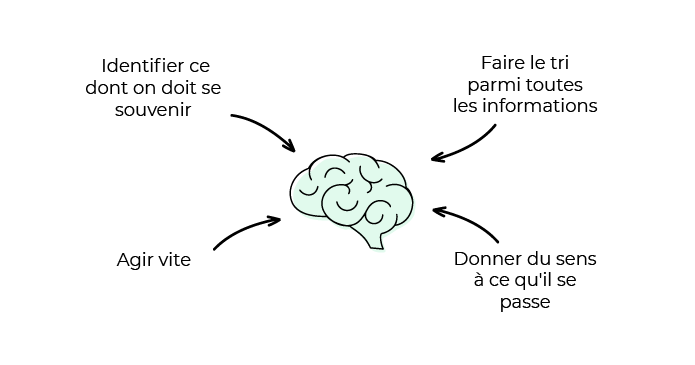 Identifier ce
dont on doit se
souvenir
Faire le tri
parmi toutes
les informations
Agir vite
Donner du sens
à ce qu'il se
passe